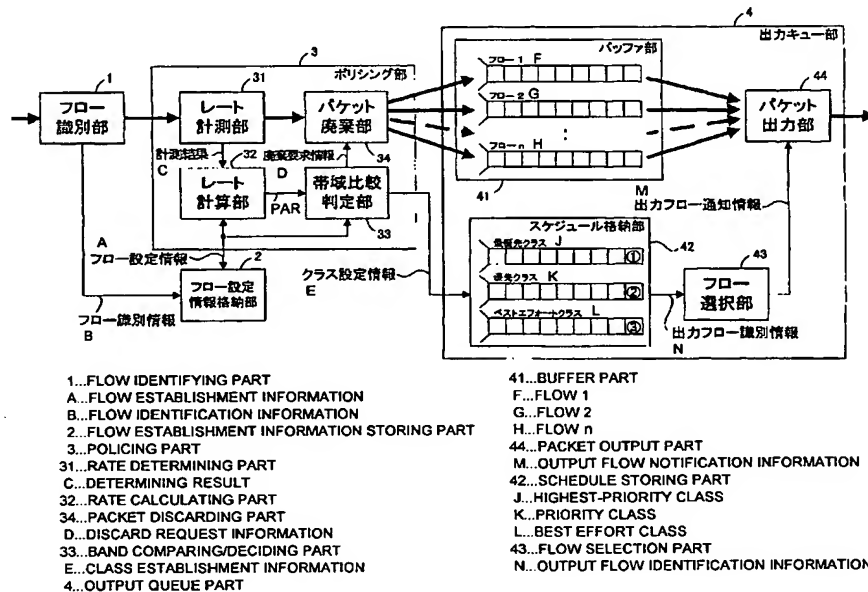 4
出力キュー部
3
バッファ部
フロー1 F
1
31
ポリシング部
44
フロー
識別部
レート
計測部
パケット
廃棄部
フロー2 G
パケット
出力部
計測結果
C
32
廃棄要求情報
D
34
:
フローn H
レート
計算部
PAR
帯域比較
判定部
41
M
出力フロー通知情報
33
スケジュール格納部
A
フロー設定情報
2
クラス設定情報
E
最優先クラス J
①
42
43
フロー設定
情報格納部
優先クラス K
②
フロー
選択部
フロー識別情報
B
ベストエフォートクラス L
③
出力フロー識別情報
N
1...FLOW IDENTIFYING PART
A...FLOW ESTABLISHMENT INFORMATION
B...FLOW IDENTIFICATION INFORMATION
2...FLOW ESTABLISHMENT INFORMATION STORING PART
3...POLICING PART
31...RATE DETERMINING PART
C...DETERMINING RESULT
32...RATE CALCULATING PART
34...PACKET DISCARDING PART
D...DISCARD REQUEST INFORMATION
33...BAND COMPARING/DECIDING PART
E...CLASS ESTABLISHMENT INFORMATION
4...OUTPUT QUEUE PART
41...BUFFER PART
F...FLOW 1
G...FLOW 2
H...FLOW n
44...PACKET OUTPUT PART
M...OUTPUT FLOW NOTIFICATION INFORMATION
42...SCHEDULE STORING PART
J...HIGHEST-PRIORITY CLASS
K...PRIORITY CLASS
L...BEST EFFORT CLASS
43...FLOW SELECTION PART
N...OUTPUT FLOW IDENTIFICATION INFORMATION